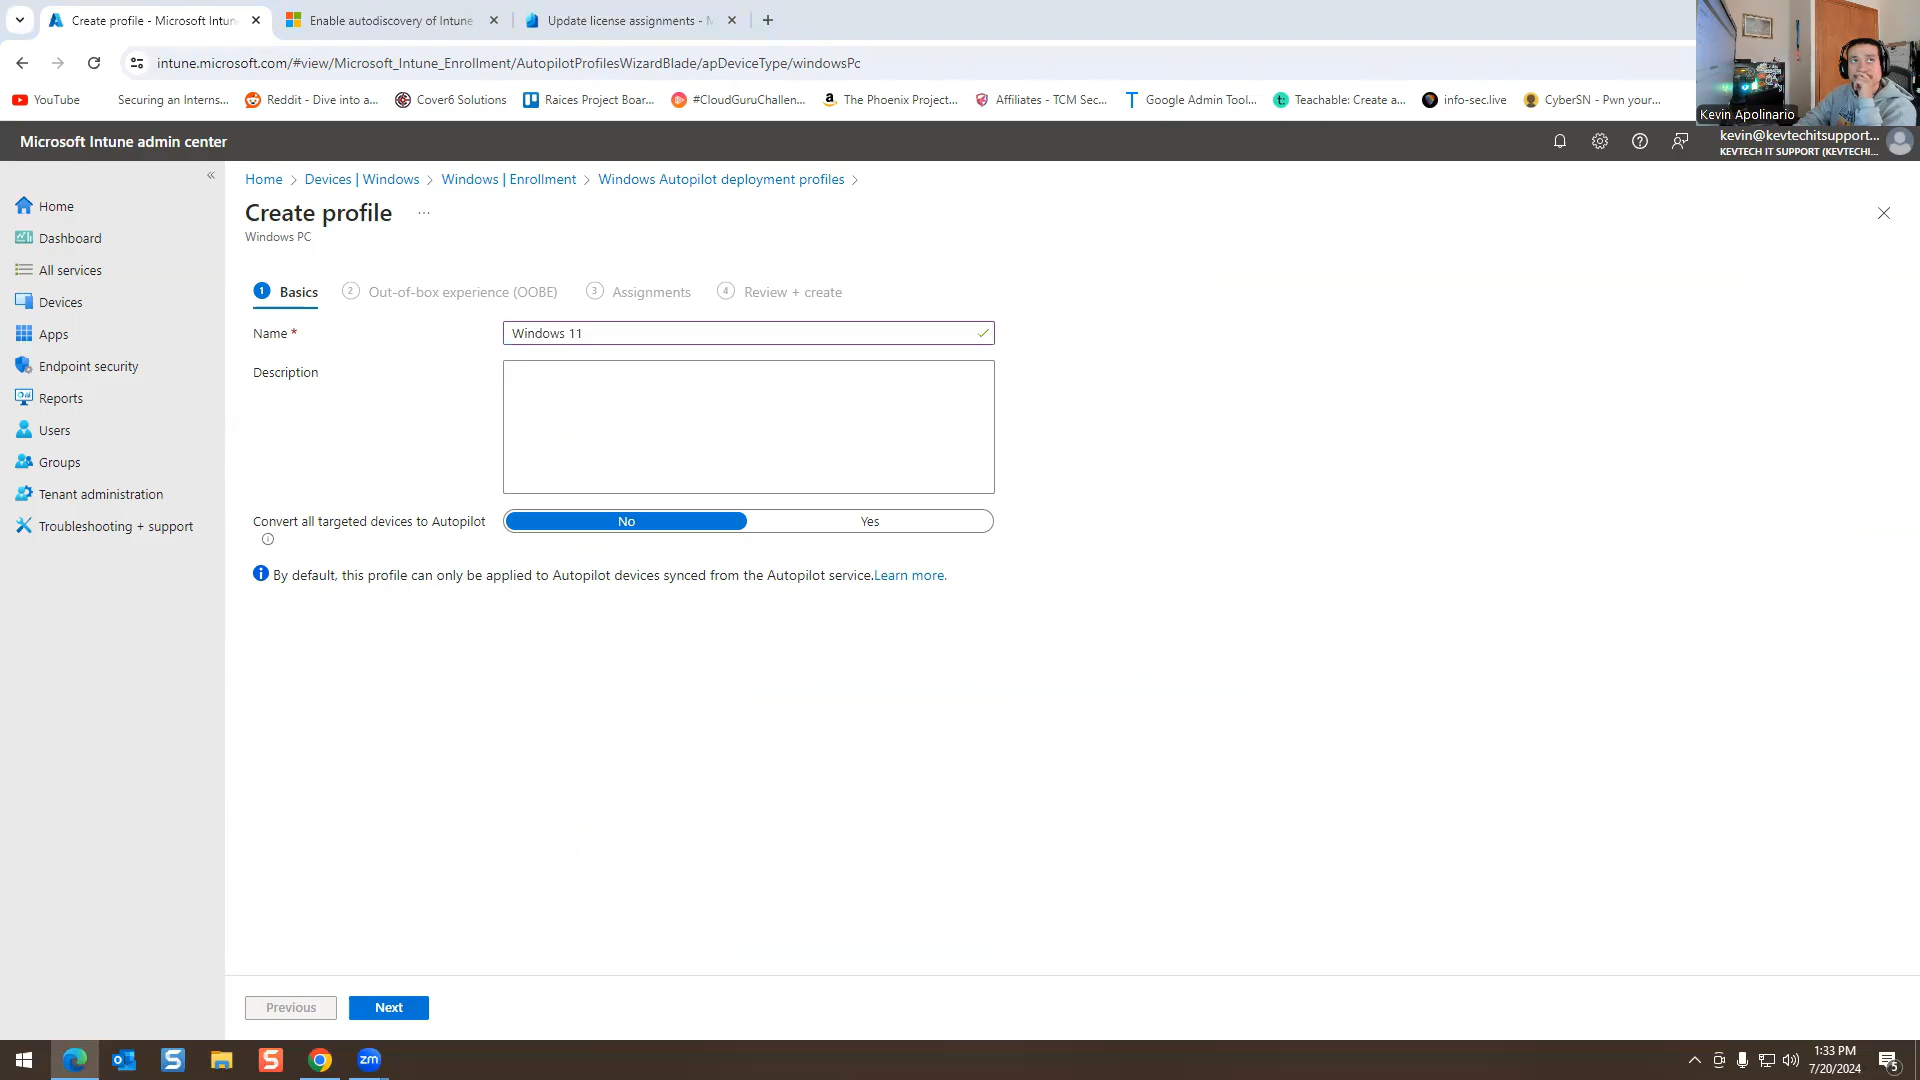 Create profile - Microsoft Intun
Enable autodiscovery of Intune
Update license assignments - M
intune.microsoft.com/#view/Microsoft_Intune_Enrollment/AutopilotProfilesWizardBlade/apDeviceType/windowsPc
YouTube
Securing an Interns...
Reddit - Dive into a...
Cover6 Solutions
Raices Project Boar...
#CloudGuruChallen...
The Phoenix Project...
Affiliates - TCM Sec...
Google Admin Tool...
Teachable: Create a...
info-sec.live
CyberSN - Pwn your...
Kevin Apolinario
Microsoft Intune admin center
kevin@kevtechitsupport...
KEVTECH IT SUPPORT (KEVTECHI...
Home
Dashboard
All services
Devices
Apps
Endpoint security
Reports
Users
Groups
Tenant administration
Troubleshooting + support
Home > Devices | Windows > Windows | Enrollment > Windows Autopilot deployment profiles >
Create profile ...
Windows PC
1 Basics
2 Out-of-box experience (OOBE)
3 Assignments
4 Review + create
Name *
Windows 11
Description
Convert all targeted devices to Autopilot
No
Yes
By default, this profile can only be applied to Autopilot devices synced from the Autopilot service.Learn more.
Previous
Next
zm
1:33 PM
7/20/2024
5